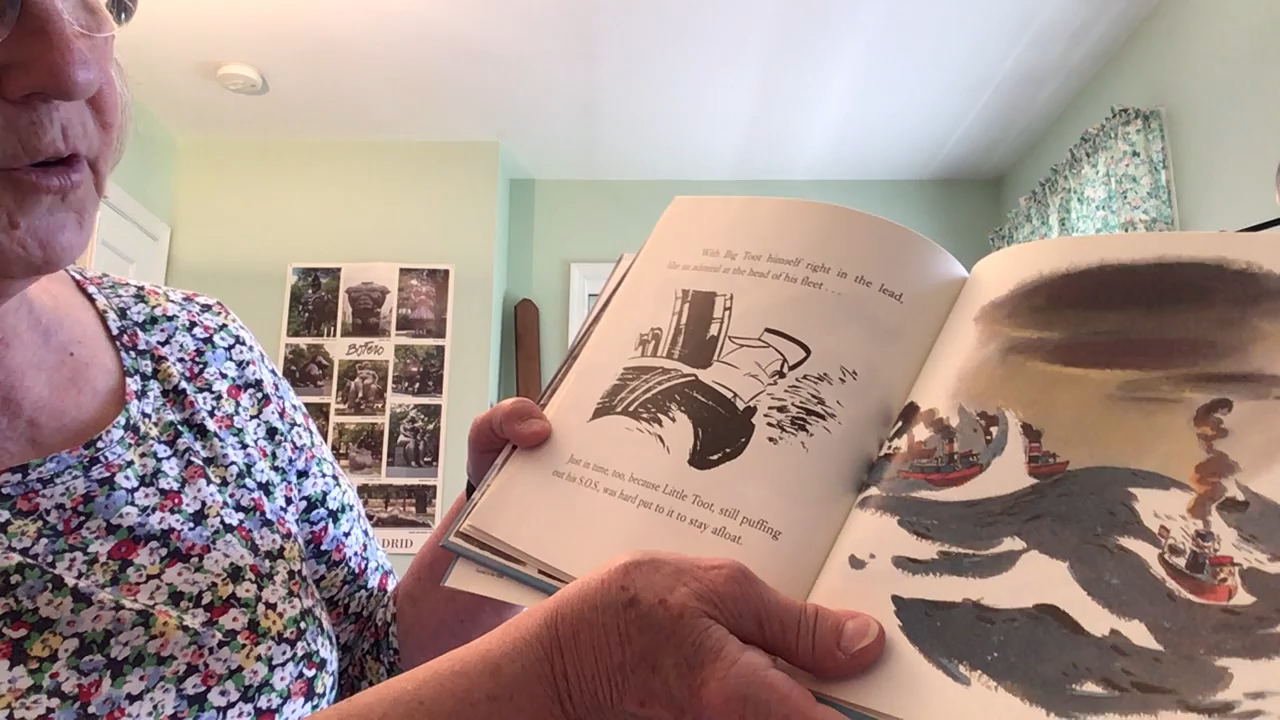 With Big Toot himself right in the lead,
like an admiral at the head of his fleet . . . .
Just in time, too, because Little Toot, still puffing
out his S.O.S., was hard put to it to stay afloat.
BOTERO
DRID